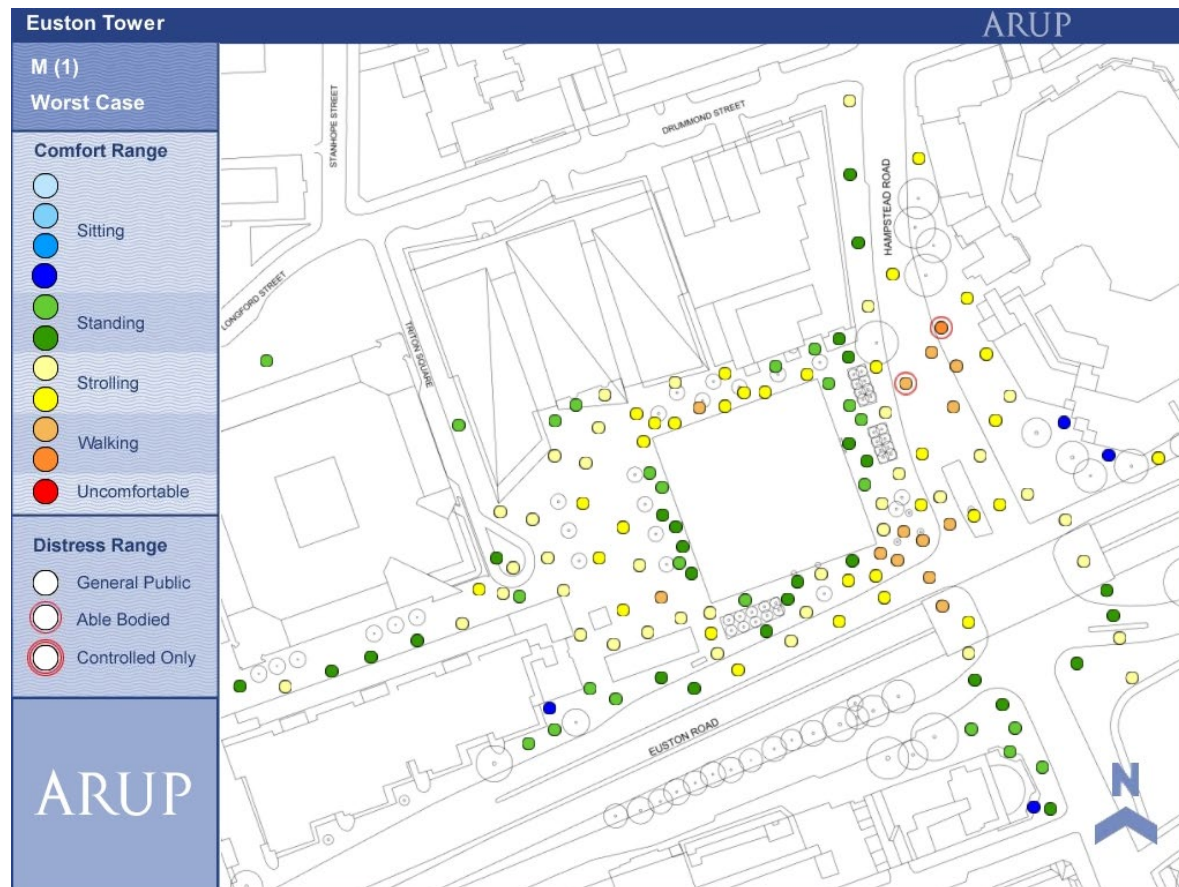 Euston Tower
ARUP
M (1)
Worst Case
Comfort Range
Sitting
Standing
Strolling
Walking
Uncomfortable
Distress Range
General Public
Able Bodied
Controlled Only
ARUP
STANHOPE STREET
DRUMMOND STREET
HAMPSTEAD ROAD
LONGFORD STREET
TRITON SQUARE
EUSTON ROAD
N